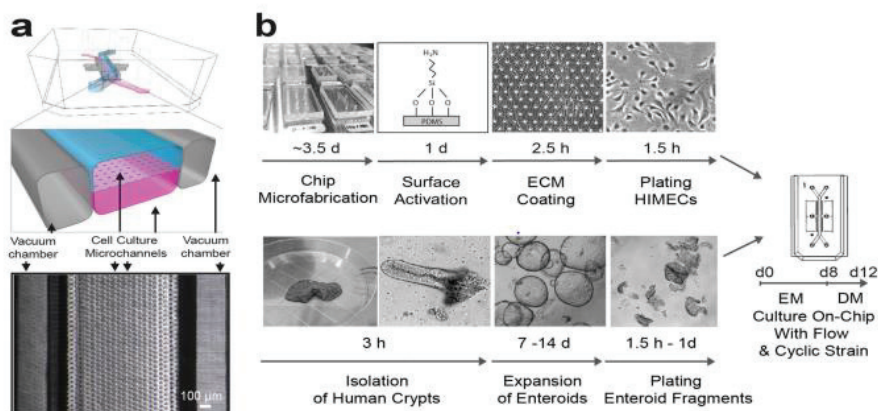 a
Vacuum
chamber
Cell Culture
Microchannels
Vacuum
chamber
100 µm
b
H₂N
Si
O O O
PDMS
~3.5 d
1 d
2.5 h
1.5 h
Chip
Microfabrication
Surface
Activation
ECM
Coating
Plating
HIMECs
3 h
7 -14 d
1.5 h - 1d
Isolation
of Human Crypts
Expansion
of Enteroids
Plating
Enteroid Fragments
d0 d8 d12
EM DM
Culture On-Chip
With Flow
& Cyclic Strain